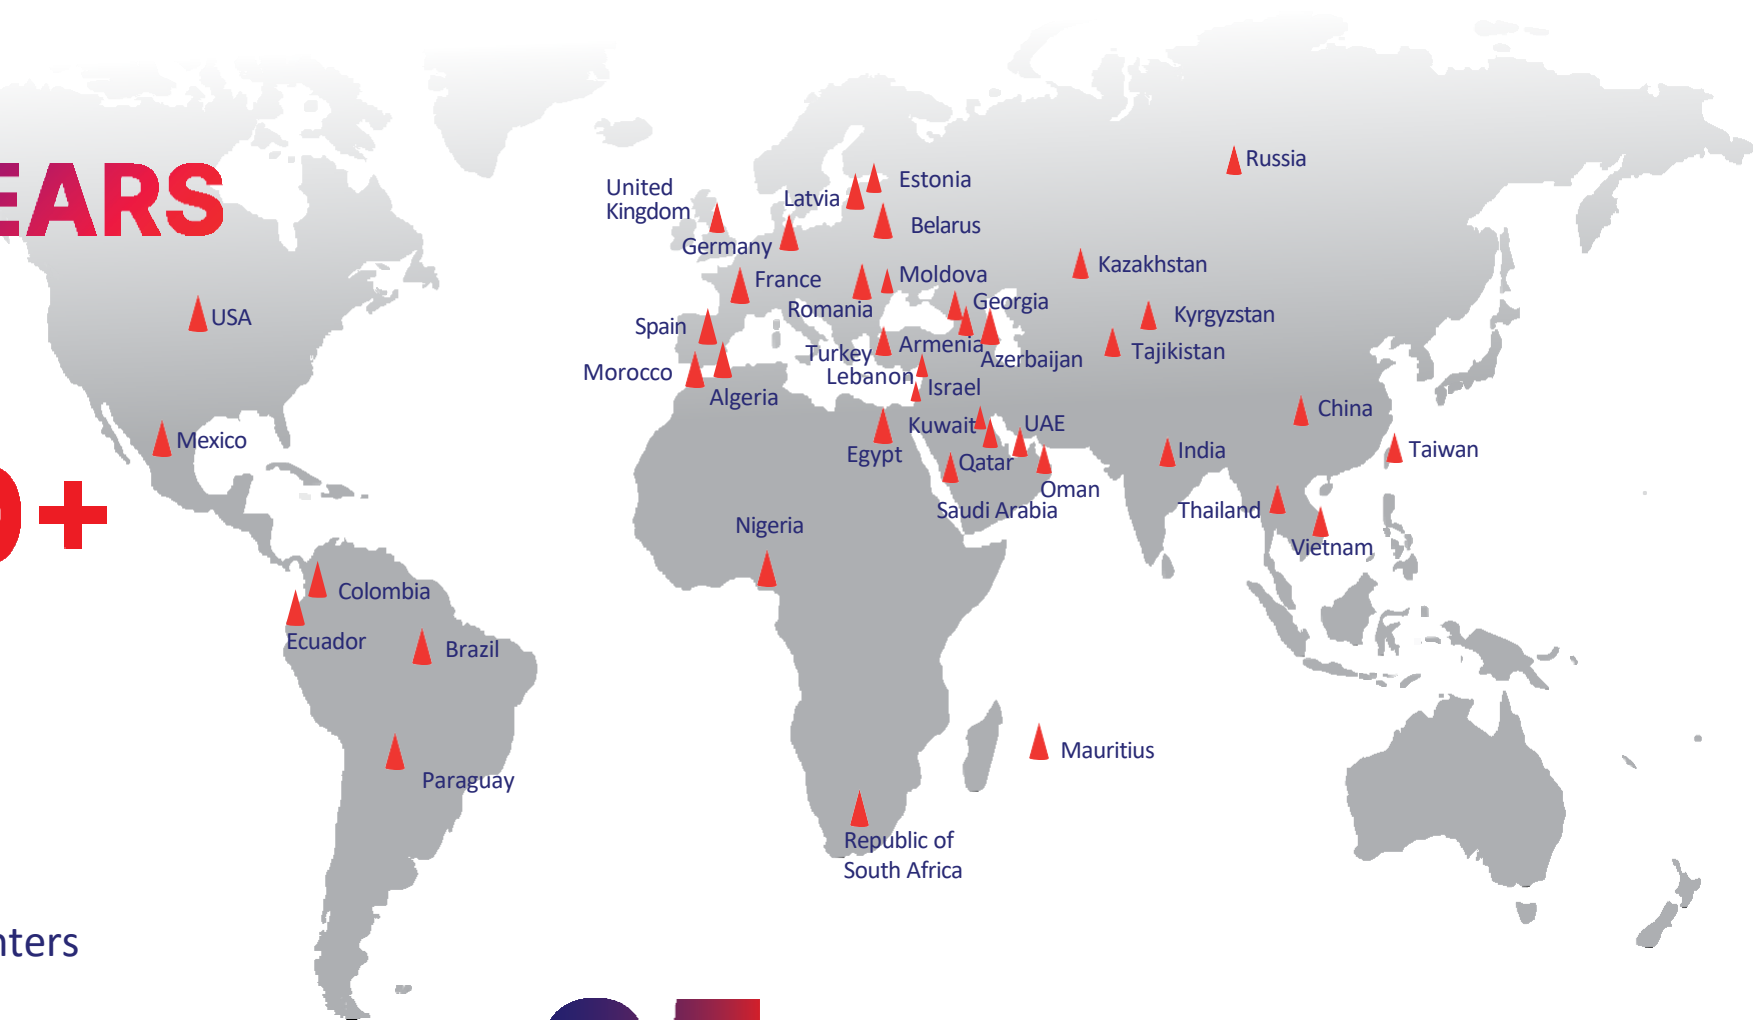 EARS
Russia
United
Kingdom
Estonia
Latvia
Belarus
Germany
Kazakhstan
France
Moldova
Romania
Georgia
USA
Spain
Kyrgyzstan
Turkey
Armenia
Azerbaijan
Tajikistan
Morocco
Lebanon
Israel
Algeria
China
Kuwait
UAE
Mexico
Egypt
Qatar
India
Taiwan
Oman
Saudi Arabia
Thailand
+
Nigeria
Vietnam
Colombia
Ecuador
Brazil
Mauritius
Paraguay
Republic of
South Africa
nters